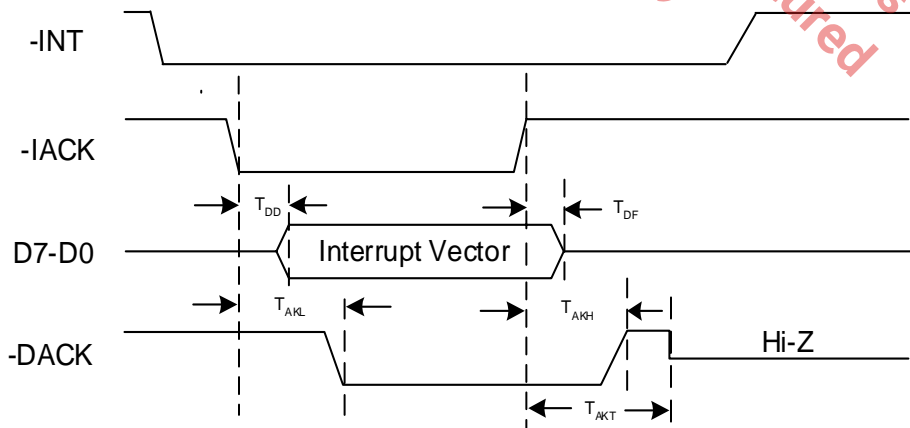 -INT
-IACK
T_DD
T_DF
D7-D0
Interrupt Vector
T_AKL
T_AKH
-DACK
Hi-Z
T_AKT